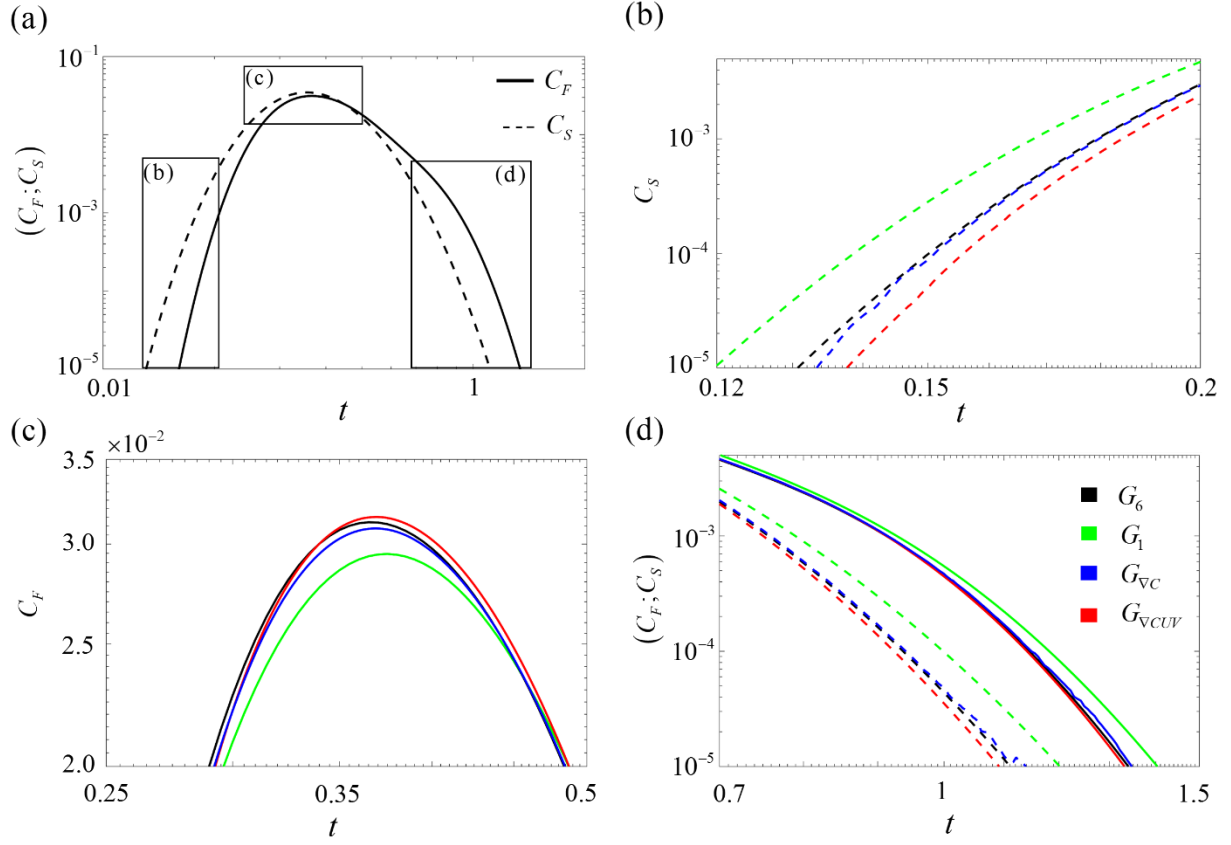 (a)
10⁻¹
10⁻³
10⁻⁵
(C_F;C_S)
(b)
(c)
(d)
C_F
C_S
0.01
1
t
(b)
10⁻³
10⁻⁴
10⁻⁵
C_S
0.12
0.15
0.2
t
(c)
×10⁻²
3.5
3.0
2.5
2.0
C_F
0.25
0.35
0.5
t
(d)
10⁻³
10⁻⁴
10⁻⁵
(C_F;C_S)
G₆
G₁
G_∇C
G_∇CUV
0.7
1
1.5
t